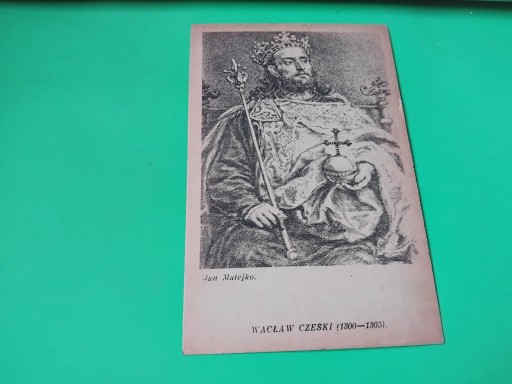 Jan Matejko.
WACŁAW CZESKI (1300—1305).